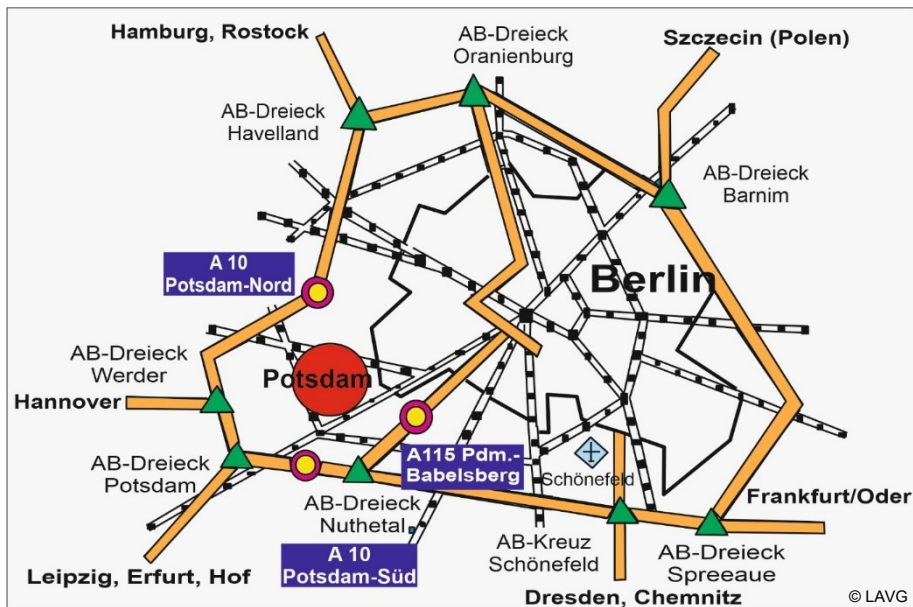 Hamburg, Rostock
AB-Dreieck
Oranienburg
Szczecin (Polen)
AB-Dreieck
Havelland
AB-Dreieck
Barnim
A 10
Potsdam-Nord
Berlin
AB-Dreieck
Werder
Potsdam
Hannover
AB-Dreieck
Potsdam
A115 Pdm.-
Babelsberg
Schönefeld
Frankfurt/Oder
AB-Dreieck
Nuthetal
AB-Kreuz
Schönefeld
AB-Dreieck
Spreeaue
A 10
Potsdam-Süd
Leipzig, Erfurt, Hof
Dresden, Chemnitz
© LAVG